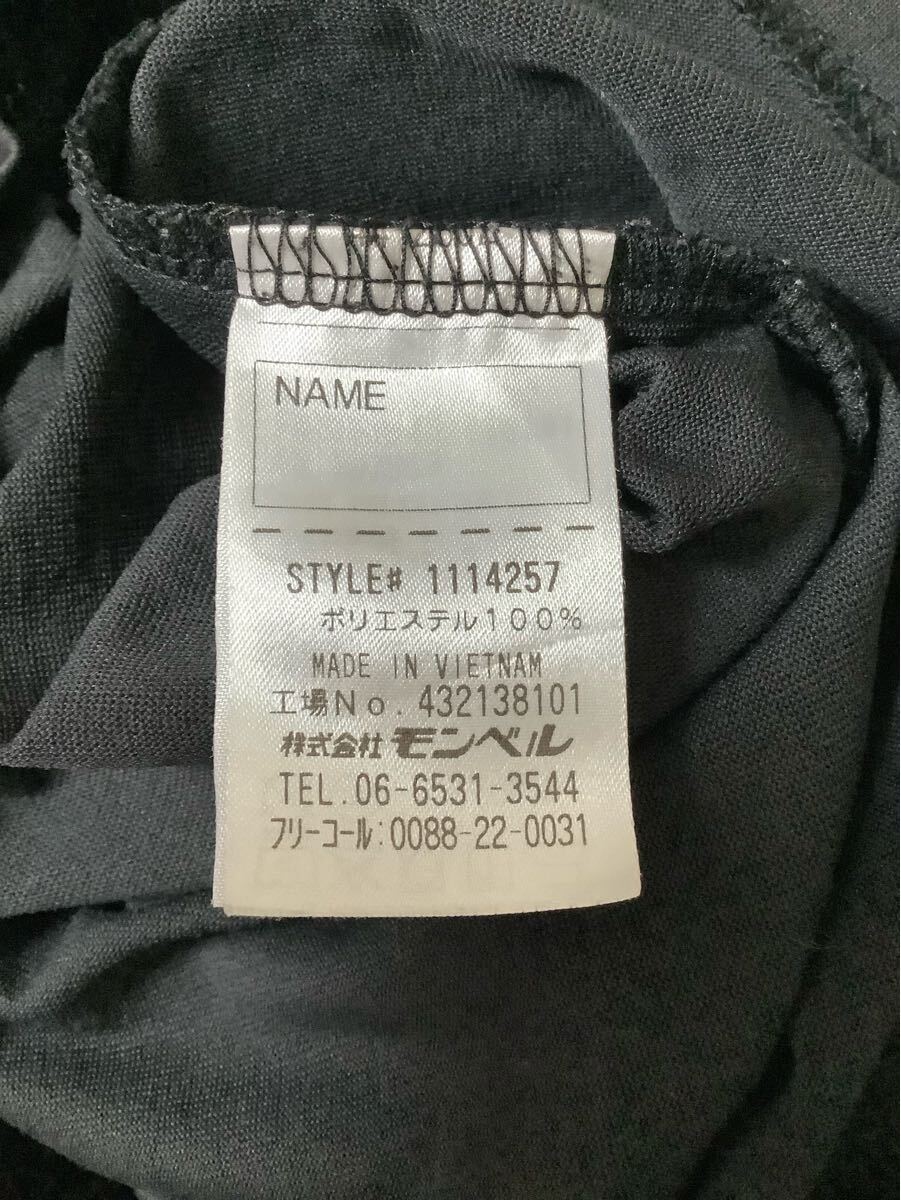 NAME
STYLE# 1114257
ポリエステル100%
MADE IN VIETNAM
工場No. 432138101
株式会社 モンベル
TEL.06-6531-3544
フリーコール:0088-22-0031